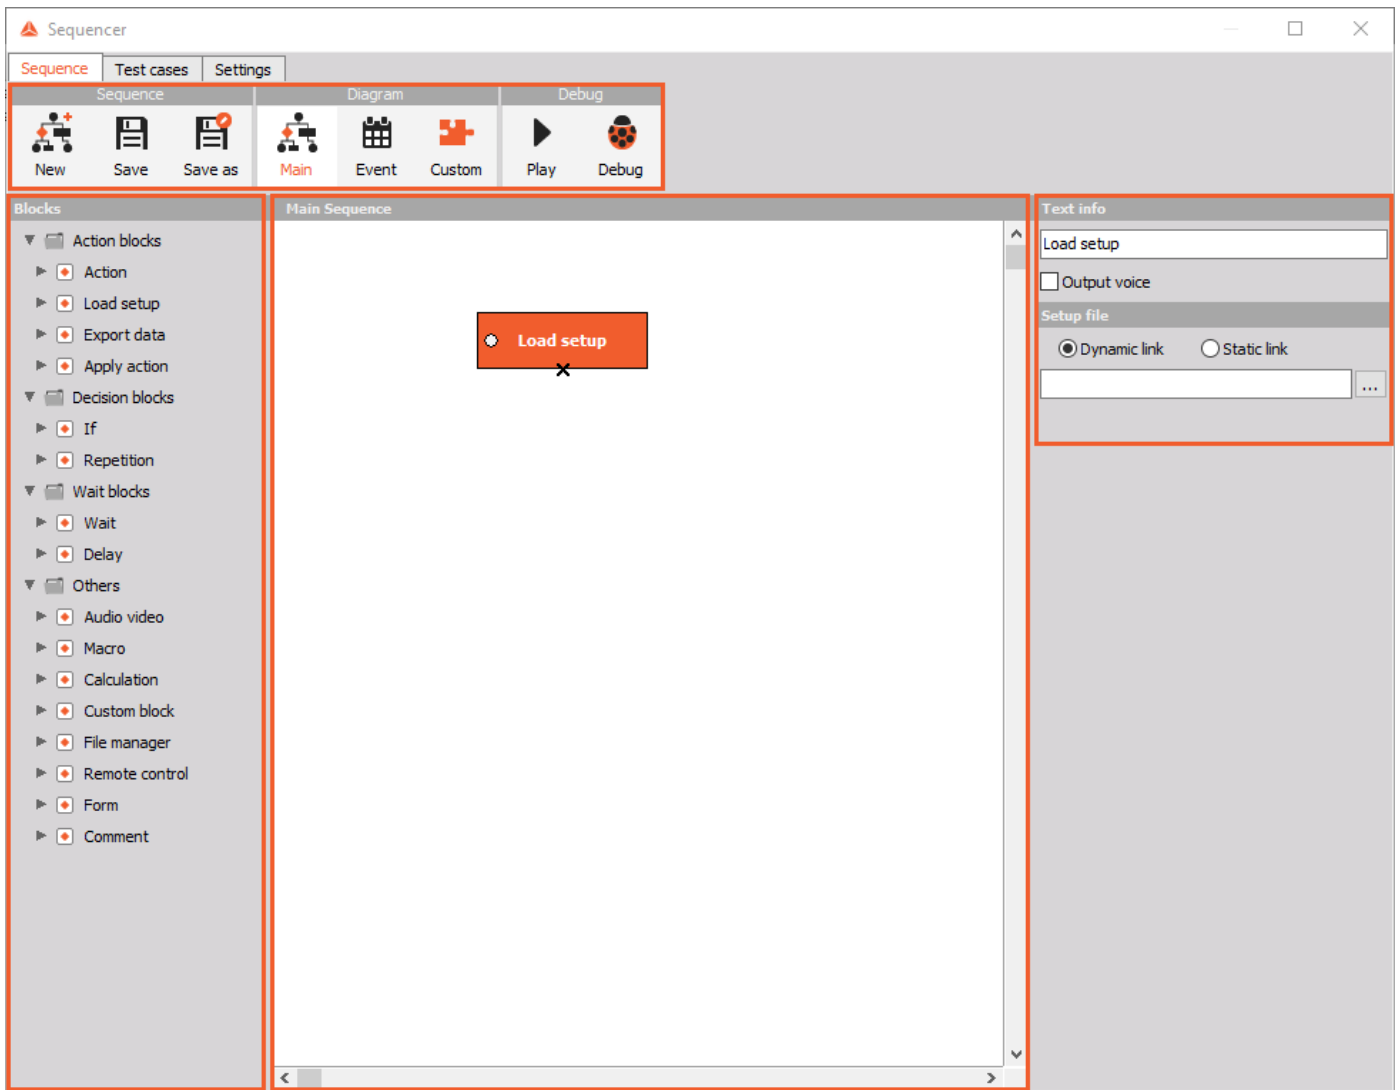 Sequencer
Sequence Test cases Settings
Sequence Diagram Debug
New Save Save as Main Event Custom Play Debug
Blocks
Action blocks
Action
Load setup
Export data
Apply action
Decision blocks
If
Repetition
Wait blocks
Wait
Delay
Others
Audio video
Macro
Calculation
Custom block
File manager
Remote control
Form
Comment
Main Sequence
Load setup
Text info
Load setup
Output voice
Setup file
Dynamic link Static link
...